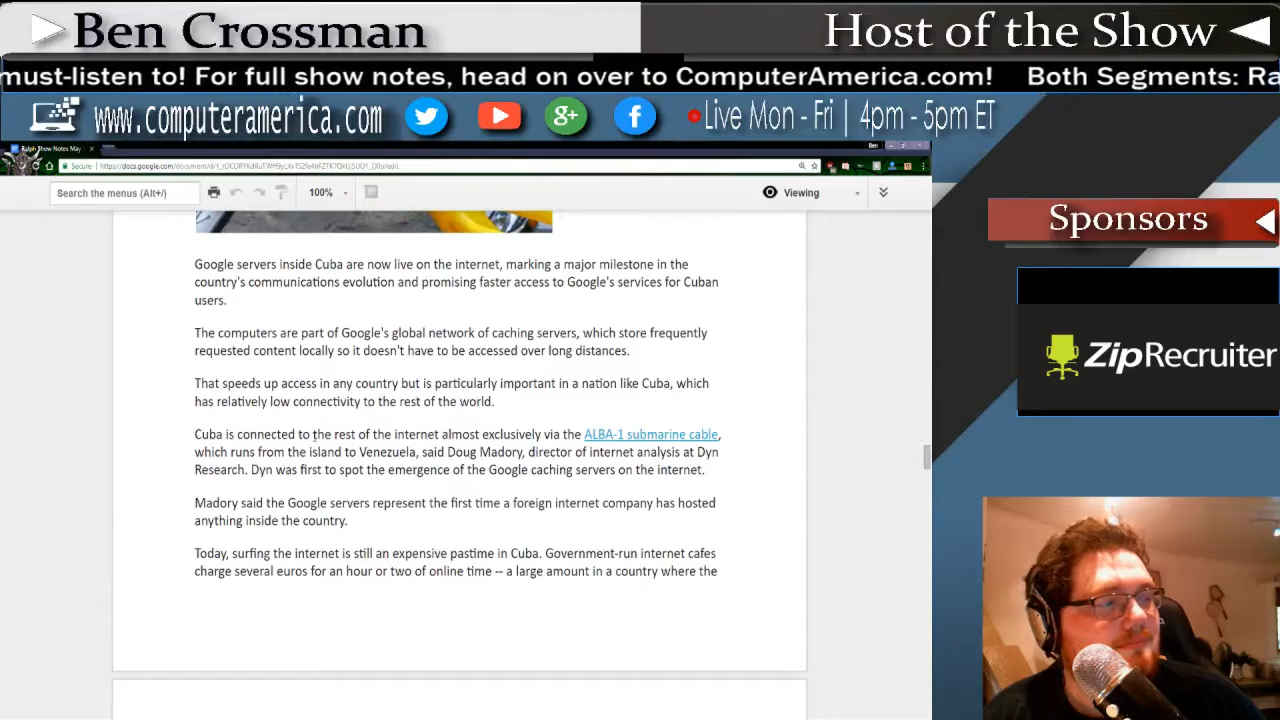 Ben Crossman
Host of the Show
must-listen to! For full show notes, head on over to ComputerAmerica.com! Both Segments: Ra
www.computeramerica.com
Live Mon - Fri | 4pm - 5pm ET
Ralph Show Notes May
Ben
Secure
Search the menus (Alt+/)
100%
Viewing
Sponsors
ZipRecruiter
Google servers inside Cuba are now live on the internet, marking a major milestone in the
country's communications evolution and promising faster access to Google's services for Cuban
users.
The computers are part of Google's global network of caching servers, which store frequently
requested content locally so it doesn't have to be accessed over long distances.
That speeds up access in any country but is particularly important in a nation like Cuba, which
has relatively low connectivity to the rest of the world.
Cuba is connected to the rest of the internet almost exclusively via the ALBA-1 submarine cable,
which runs from the island to Venezuela, said Doug Madory, director of internet analysis at Dyn
Research. Dyn was first to spot the emergence of the Google caching servers on the internet.
Madory said the Google servers represent the first time a foreign internet company has hosted
anything inside the country.
Today, surfing the internet is still an expensive pastime in Cuba. Government-run internet cafes
charge several euros for an hour or two of online time -- a large amount in a country where the